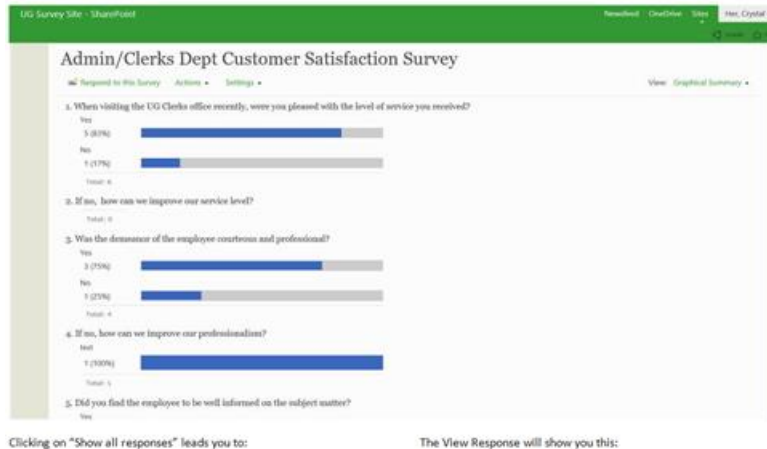 UG Survey Site - SharePoint
Newsfeed OneDrive Sites Her, Crystal
Admin/Clerks Dept Customer Satisfaction Survey
Respond to this Survey Actions Settings View: Graphical Summary
1. When visiting the UG Clerks office recently, were you pleased with the level of service you received?
Yes
5 (83%)
No
1 (17%)
Total: 6
2. If no, how can we improve our service level?
Total: 0
3. Was the demeanor of the employee courteous and professional?
Yes
3 (75%)
No
1 (25%)
Total: 4
4. If no, how can we improve our professionalism?
1 (100%)
Total: 1
5. Did you find the employee to be well informed on the subject matter?
Yes
Clicking on "Show all responses" leads you to:
The View Response will show you this: